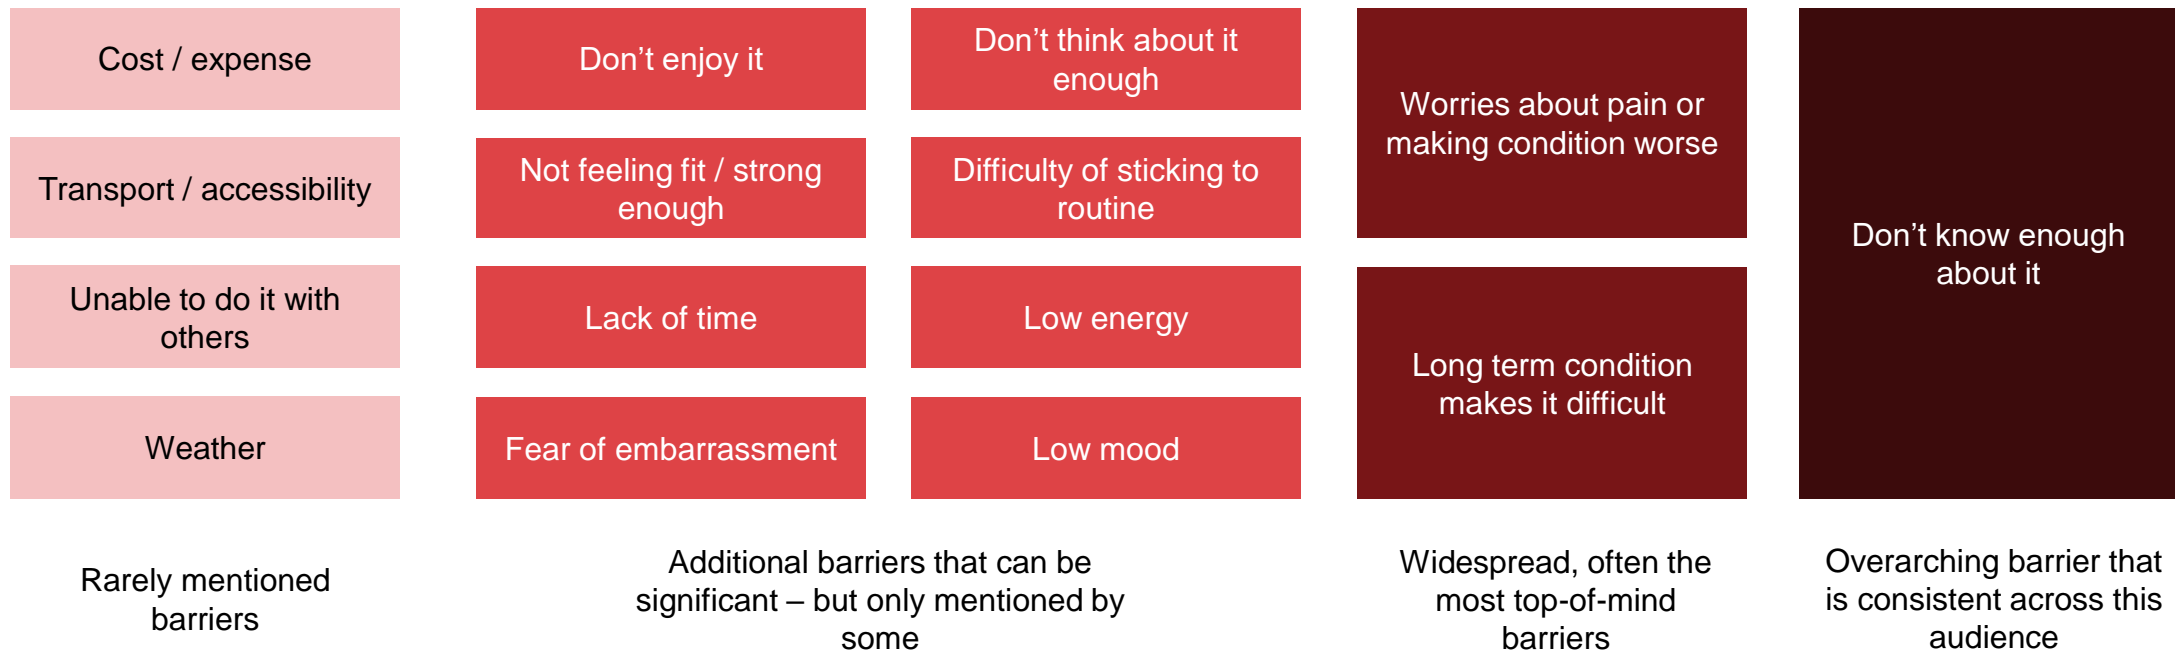 Cost / expense
Transport / accessibility
Unable to do it with
others
Weather
Rarely mentioned
barriers
Don’t enjoy it
Not feeling fit / strong
enough
Lack of time
Fear of embarrassment
Don’t think about it
enough
Difficulty of sticking to
routine
Low energy
Low mood
Additional barriers that can be
significant – but only mentioned by
some
Worries about pain or
making condition worse
Long term condition
makes it difficult
Widespread, often the
most top-of-mind
barriers
Don’t know enough
about it
Overarching barrier that
is consistent across this
audience